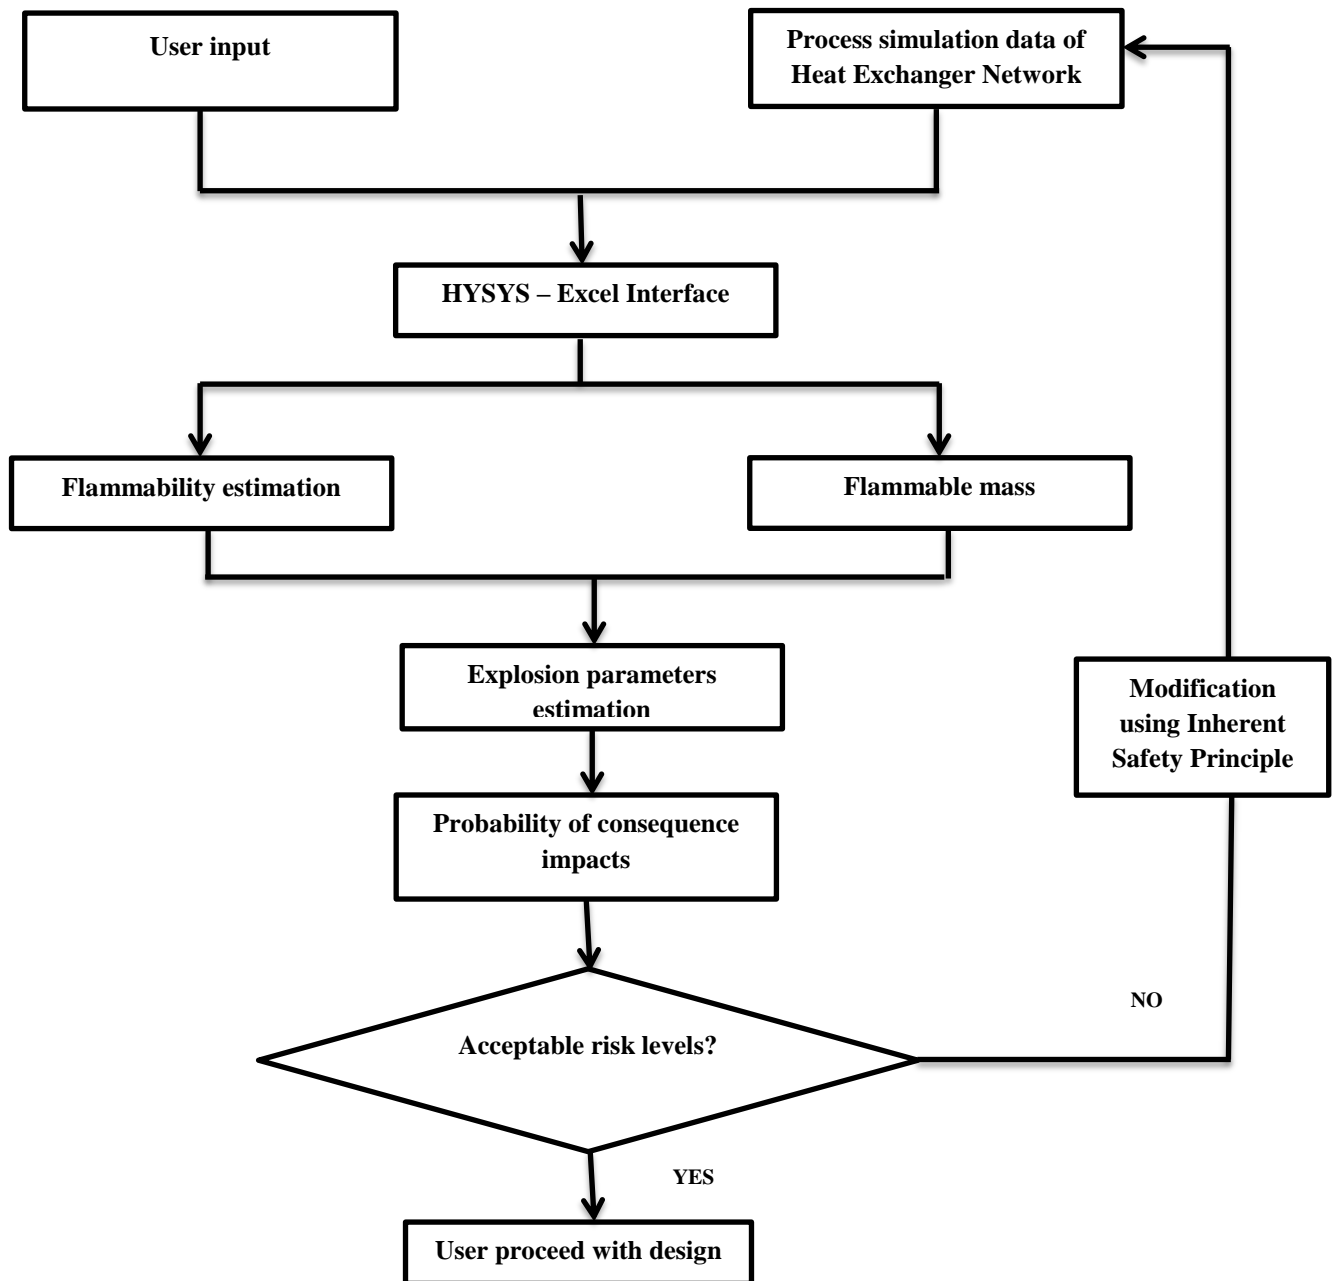 User input
Process simulation data of
Heat Exchanger Network
HYSYS – Excel Interface
Flammability estimation
Flammable mass
Explosion parameters
estimation
Modification
using Inherent
Safety Principle
Probability of consequence
impacts
NO
Acceptable risk levels?
YES
User proceed with design